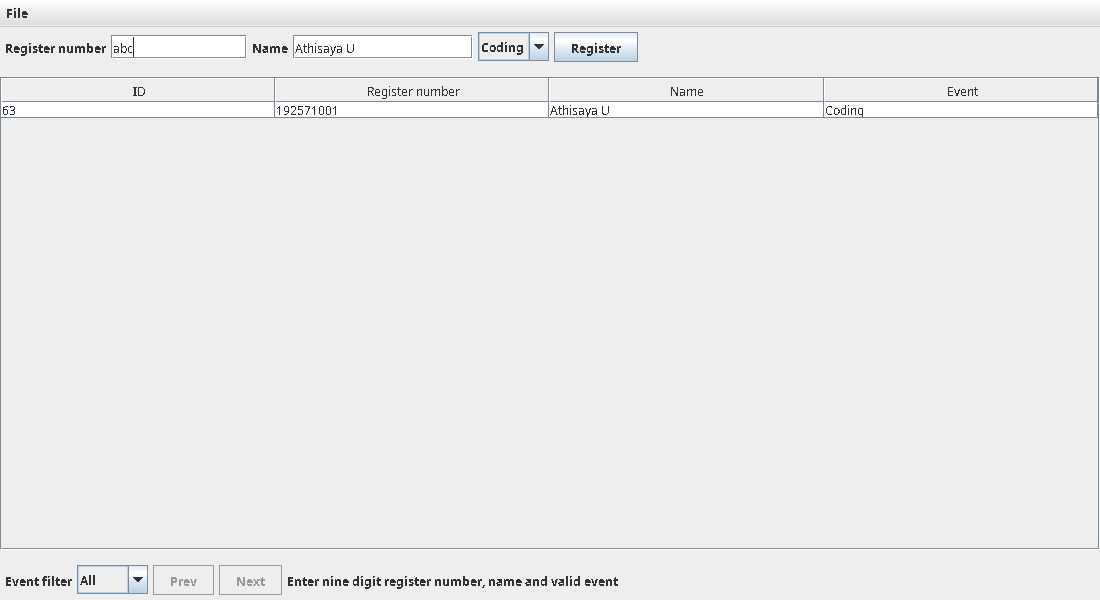 File
Register number abc Name Athisaya U Coding Register
ID Register number Name Event
63 192571001 Athisaya U Coding
Event filter All Prev Next Enter nine digit register number, name and valid event